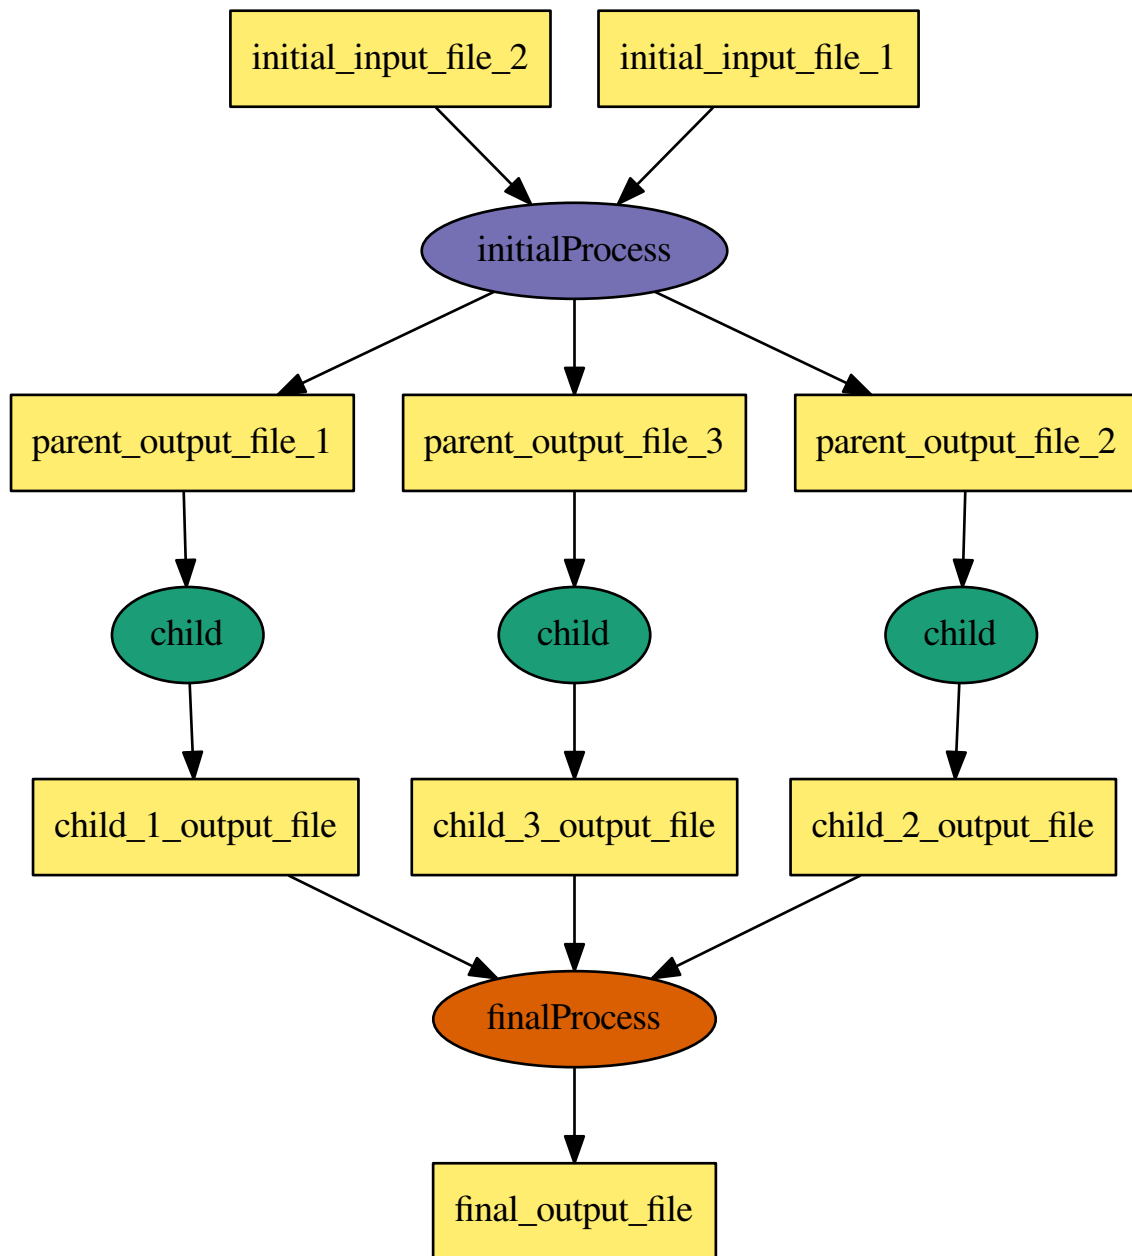 initial_input_file_2
initial_input_file_1
initialProcess
parent_output_file_1
parent_output_file_3
parent_output_file_2
child
child
child
child_1_output_file
child_3_output_file
child_2_output_file
finalProcess
final_output_file